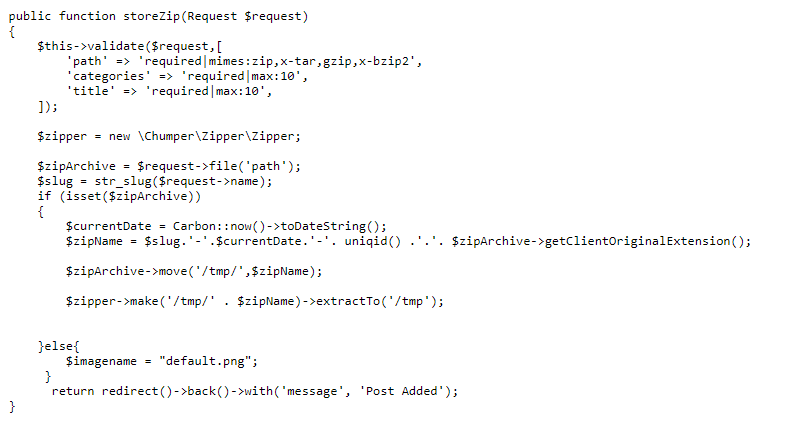 public function storeZip(Request $request)
{
    $this->validate($request,[
        'path' => 'required|mimes:zip,x-tar,gzip,x-bzip2',
        'categories' => 'required|max:10',
        'title' => 'required|max:10',
    ]);
    $zipper = new \Chumper\Zipper\Zipper;
    $zipArchive = $request->file('path');
    $slug = str_slug($request->name);
    if (isset($zipArchive))
    {
        $currentDate = Carbon::now()->toDateString();
        $zipName = $slug.'-'.$currentDate.'-'. uniqid() .'.'. $zipArchive->getClientOriginalExtension();
        $zipArchive->move('/tmp/',$zipName);
        $zipper->make('/tmp/' . $zipName)->extractTo('/tmp');
    }else{
        $imagename = "default.png";
     }
      return redirect()->back()->with('message', 'Post Added');
}